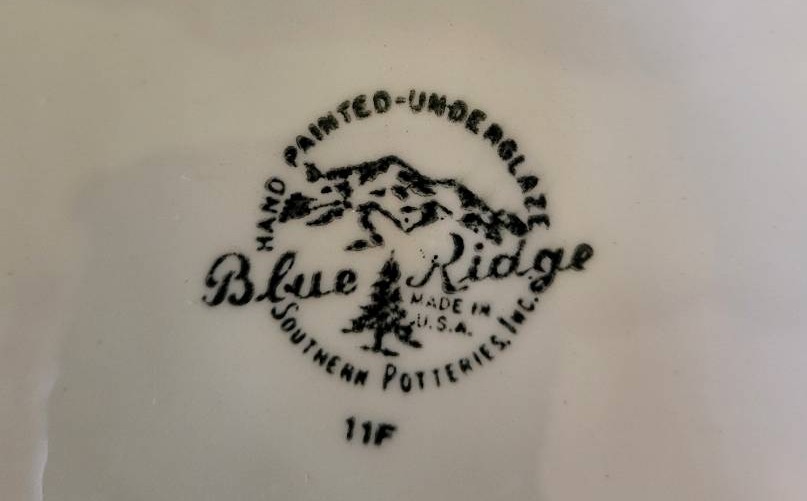 HAND PAINTED-UNDERGLAZE
Blue Ridge
MADE IN
U.S.A.
SOUTHERN POTTERIES, INC.
11F